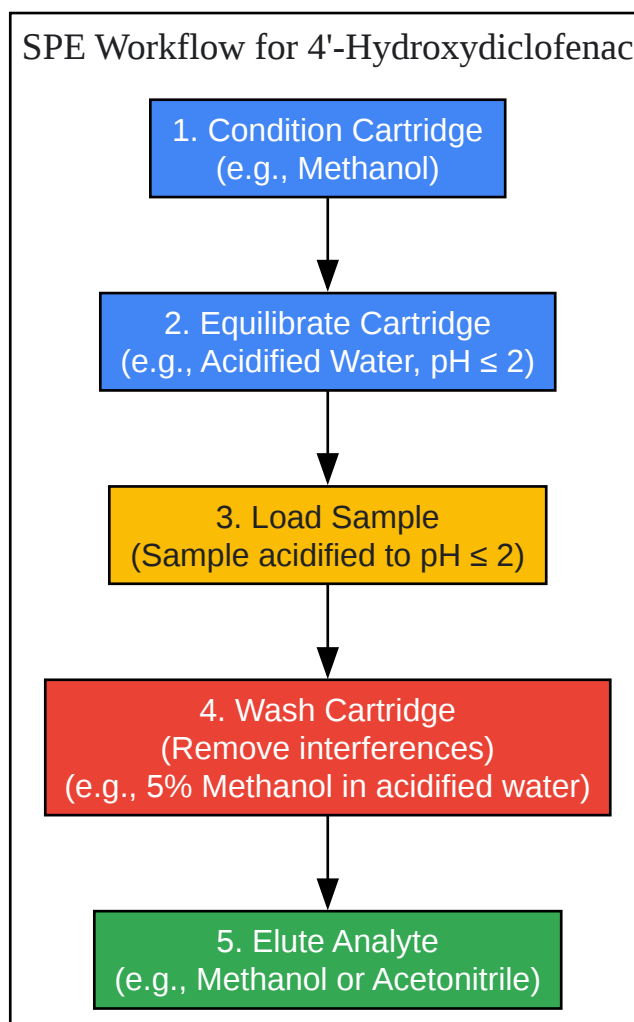 SPE Workflow for 4'-Hydroxydiclofenac
1. Condition Cartridge
(e.g., Methanol)
2. Equilibrate Cartridge
(e.g., Acidified Water, pH ≤ 2)
3. Load Sample
(Sample acidified to pH ≤ 2)
4. Wash Cartridge
(Remove interferences)
(e.g., 5% Methanol in acidified water)
5. Elute Analyte
(e.g., Methanol or Acetonitrile)